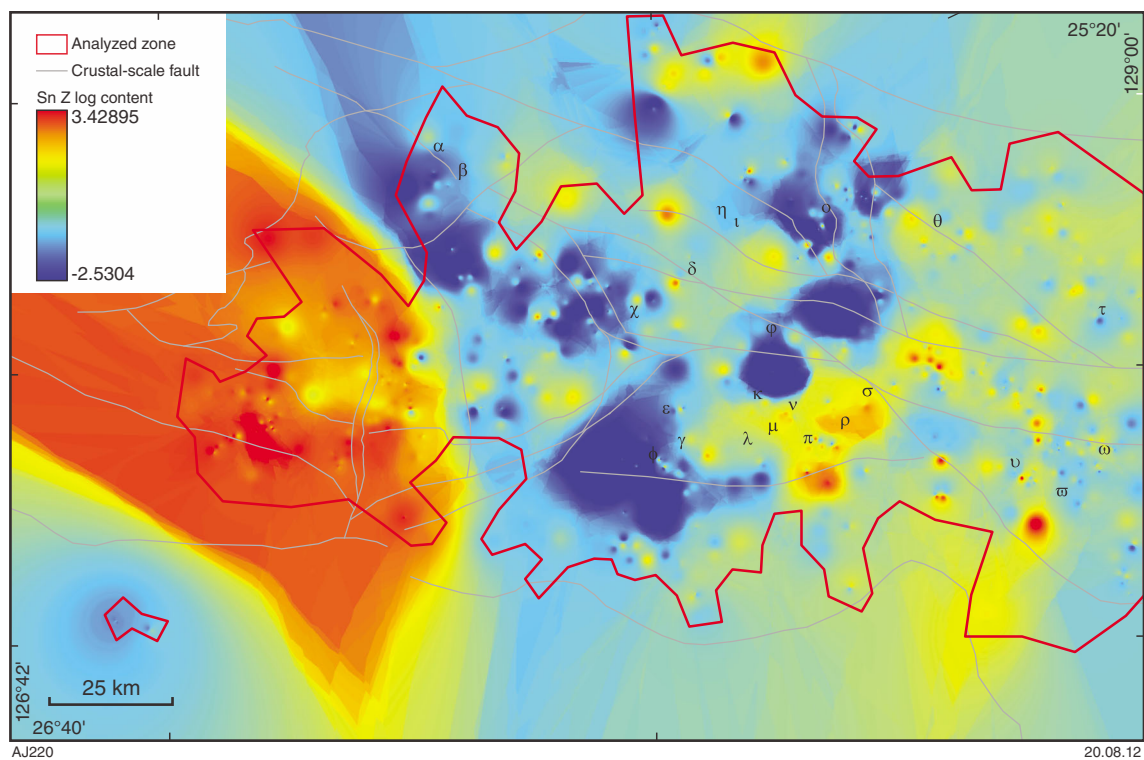 Analyzed zone
Crustal-scale fault
Sn Z log content
3.42895
-2.5304
25°20'
129°00'
α
β
η
ι
ο
θ
δ
χ
τ
φ
κ
ν
σ
ε
μ
ρ
λ
π
γ
ϕ
ω
υ
ϖ
126°42'
25 km
26°40'
AJ220
20.08.12